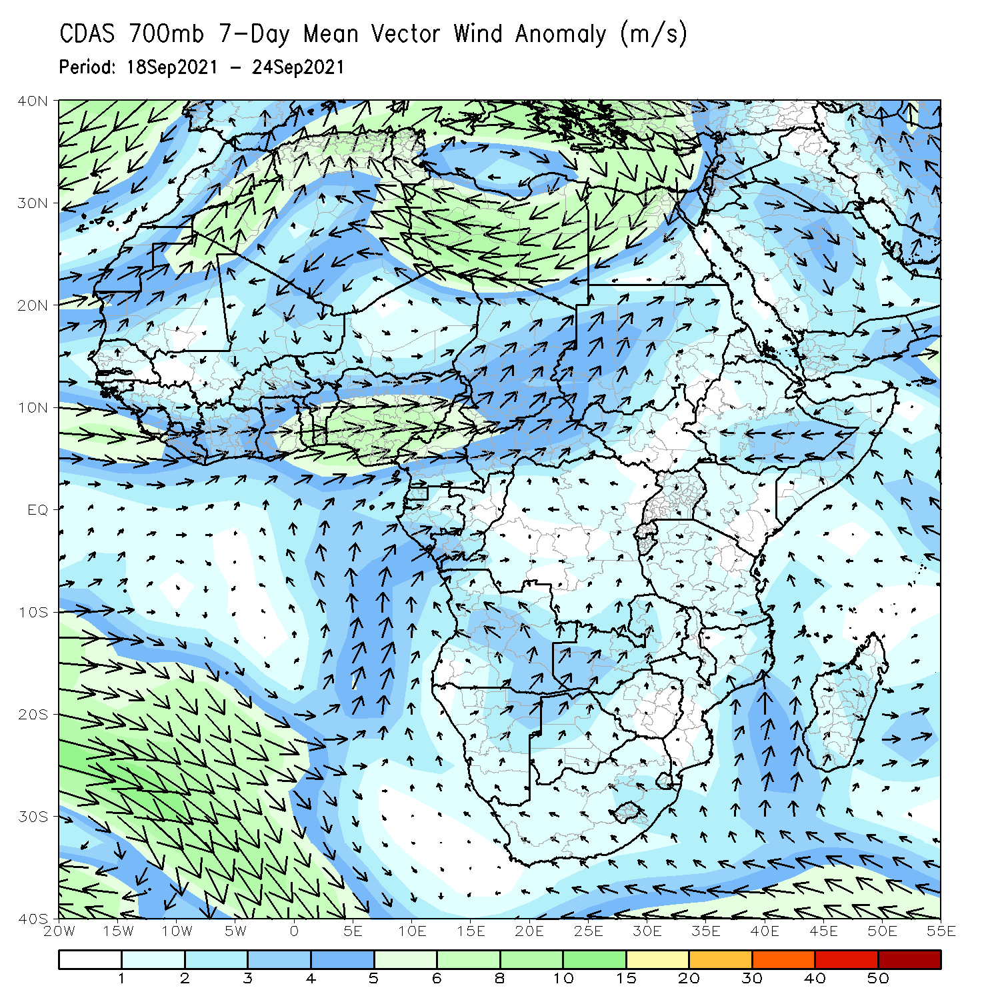 CDAS 700mb 7-Day Mean Vector Wind Anomaly (m/s)
Period: 18Sep2021 - 24Sep2021
40N
30N
20N
10N
EQ
10S
20S
30S
40S
20W 15W 10W 5W 0 5E 10E 15E 20E 25E 30E 35E 40E 45E 50E 55E
1 2 3 4 5 6 8 10 15 20 30 40 50